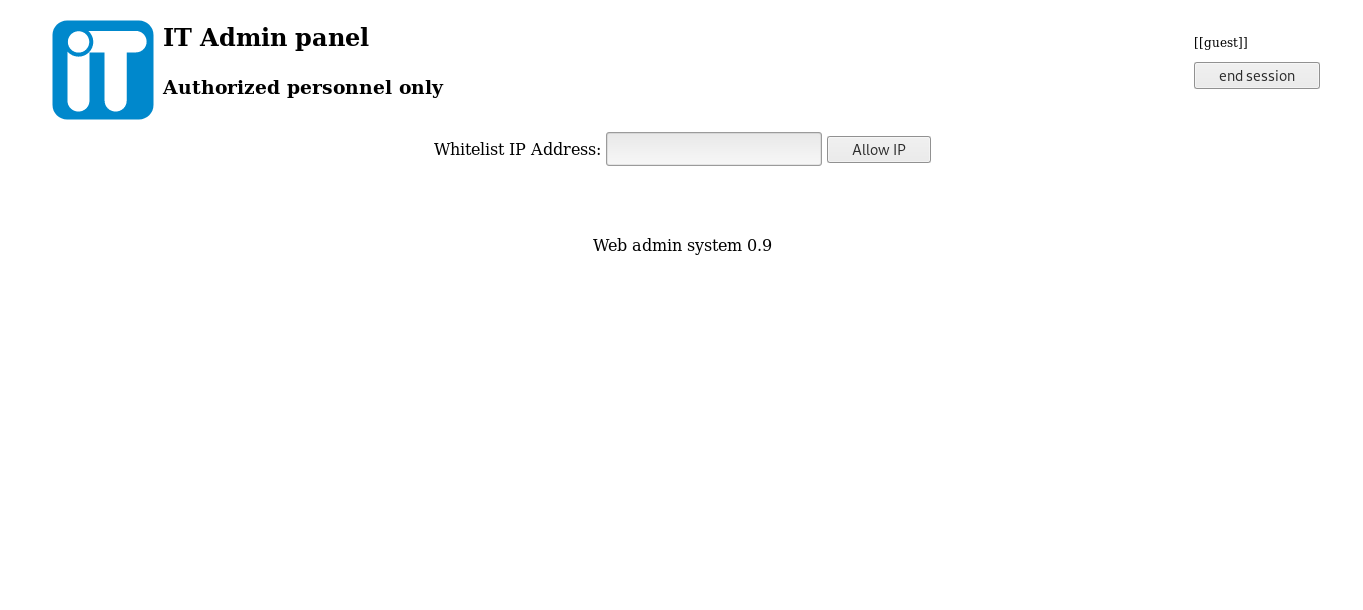 iT
IT Admin panel
Authorized personnel only
[[guest]]
end session
Whitelist IP Address:
Allow IP
Web admin system 0.9